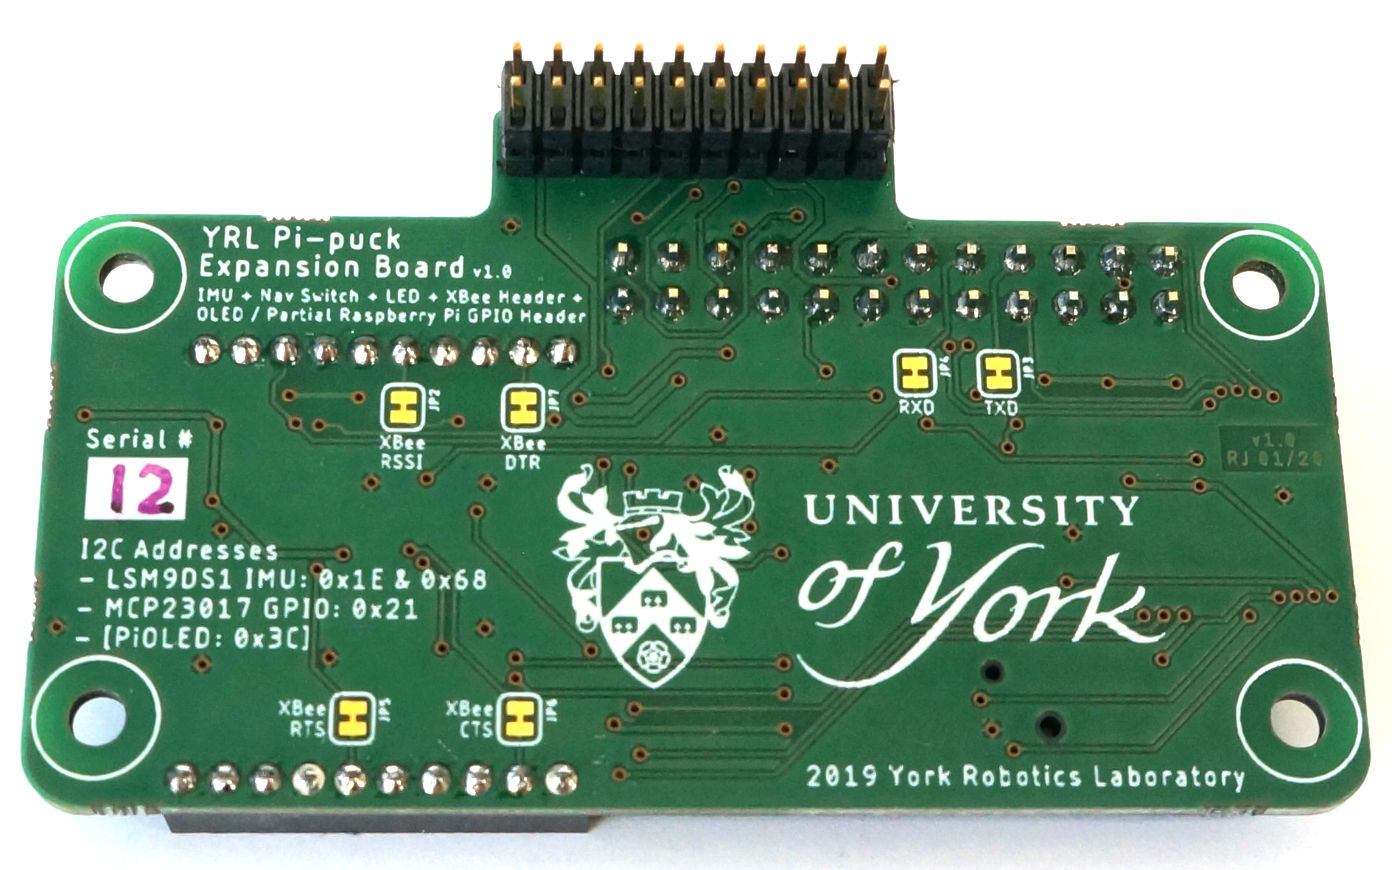 YRL Pi-puck
Expansion Board v1.0
IMU + Nav Switch + LED + XBee Header +
OLED / Partial Raspberry Pi GPIO Header
JP2
JP7
JP4
JP3
XBee
RSSI
XBee
DTR
RXD
TXD
Serial #
12
v1.0
RJ 01/20
UNIVERSITY
of York
I2C Addresses
- LSM9DS1 IMU: 0x1E & 0x68
- MCP23017 GPIO: 0x21
- [PiOLED: 0x3C]
XBee
RTS
JP5
XBee
CTS
2019 York Robotics Laboratory